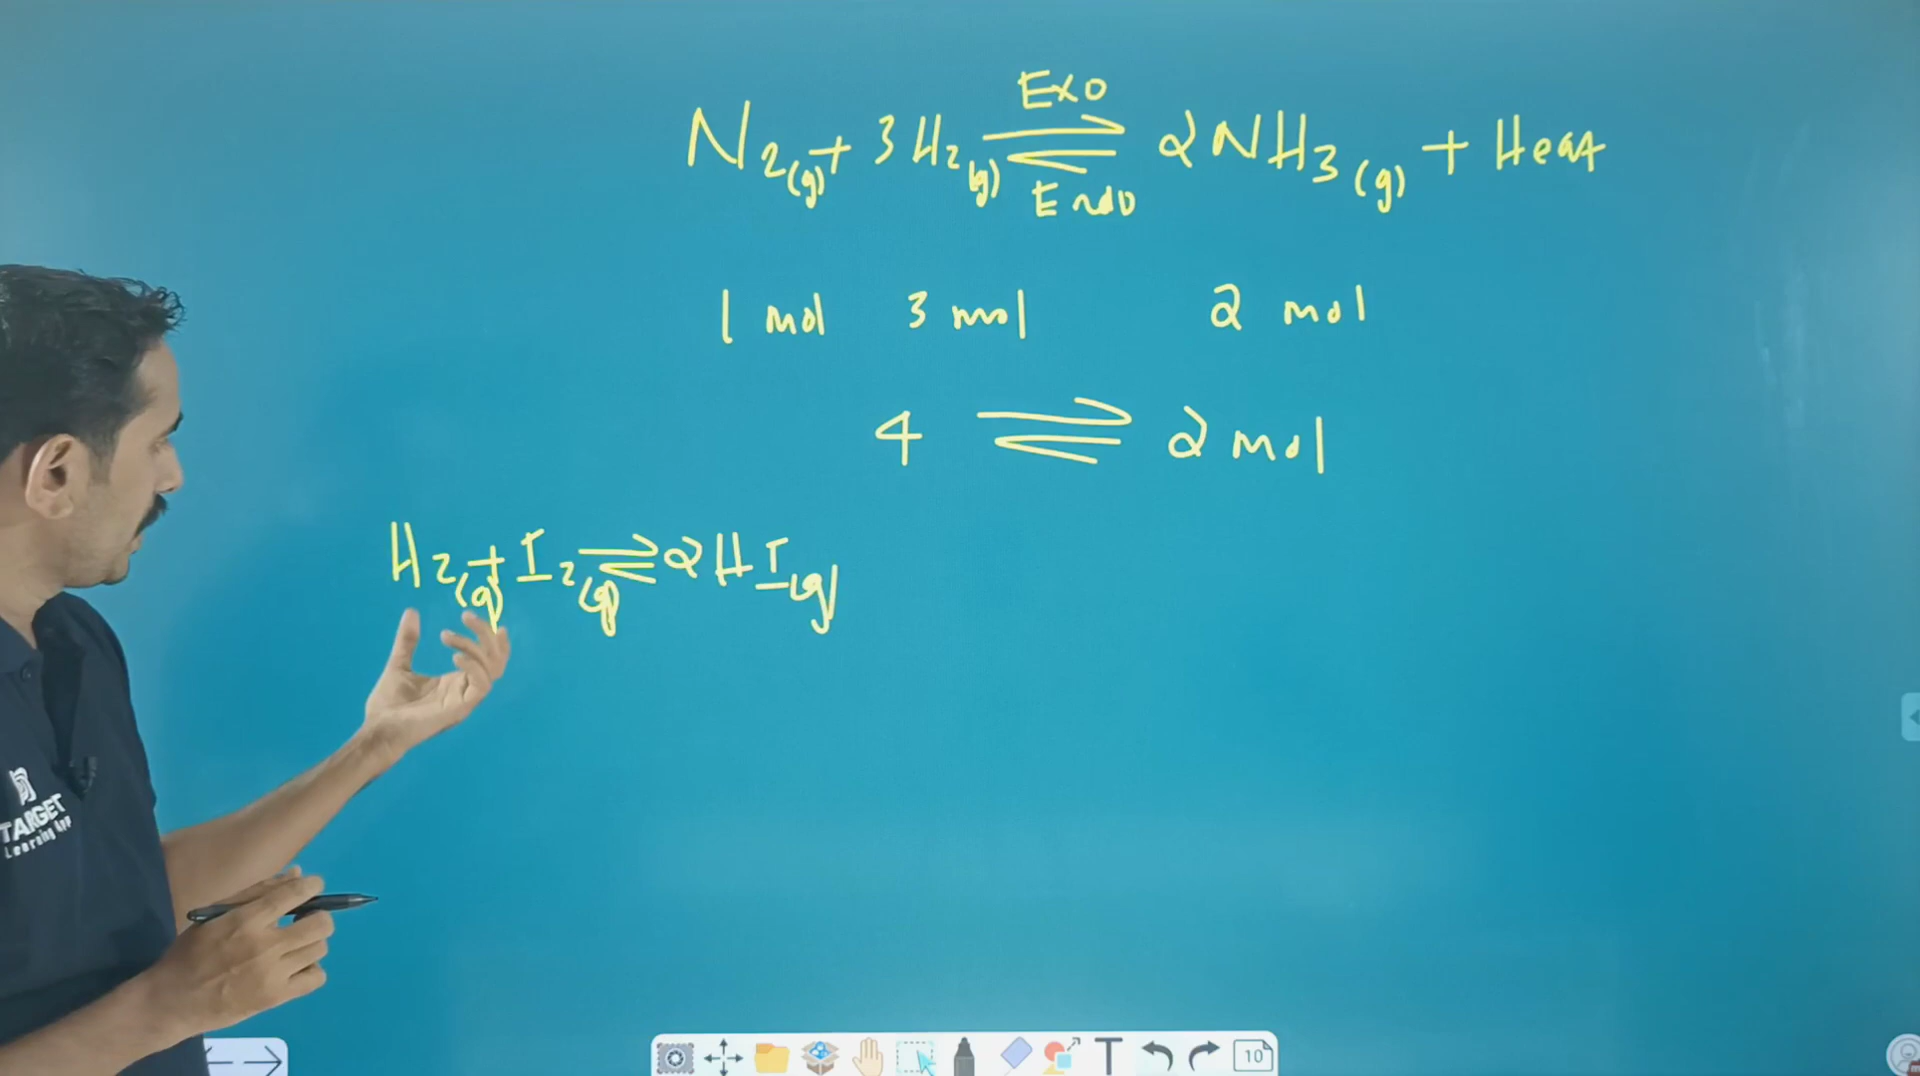 Exo
N₂(g) + 3H₂(g) ⇌ 2NH₃(g) + Heat
Endo
1 mol 3 mol 2 mol
4 ⇌ 2 mol
H₂(g) + I₂(g) ⇌ 2HI(g)
TARGET
Learning App
10